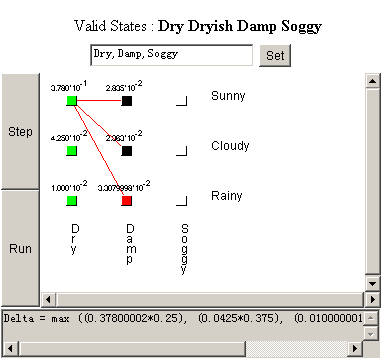 Valid States : Dry Dryish Damp Soggy
Dry, Damp, Soggy Set
Step
Run
3.780*10^-1 2.835*10^-2 Sunny
4.250*10^-2 2.963*10^-2 Cloudy
1.000*10^-2 3.3079998*10^-2 Rainy
Dry Damp Soggy
Delta = max ((0.37800002*0.25), (0.0425*0.375), (0.010000001